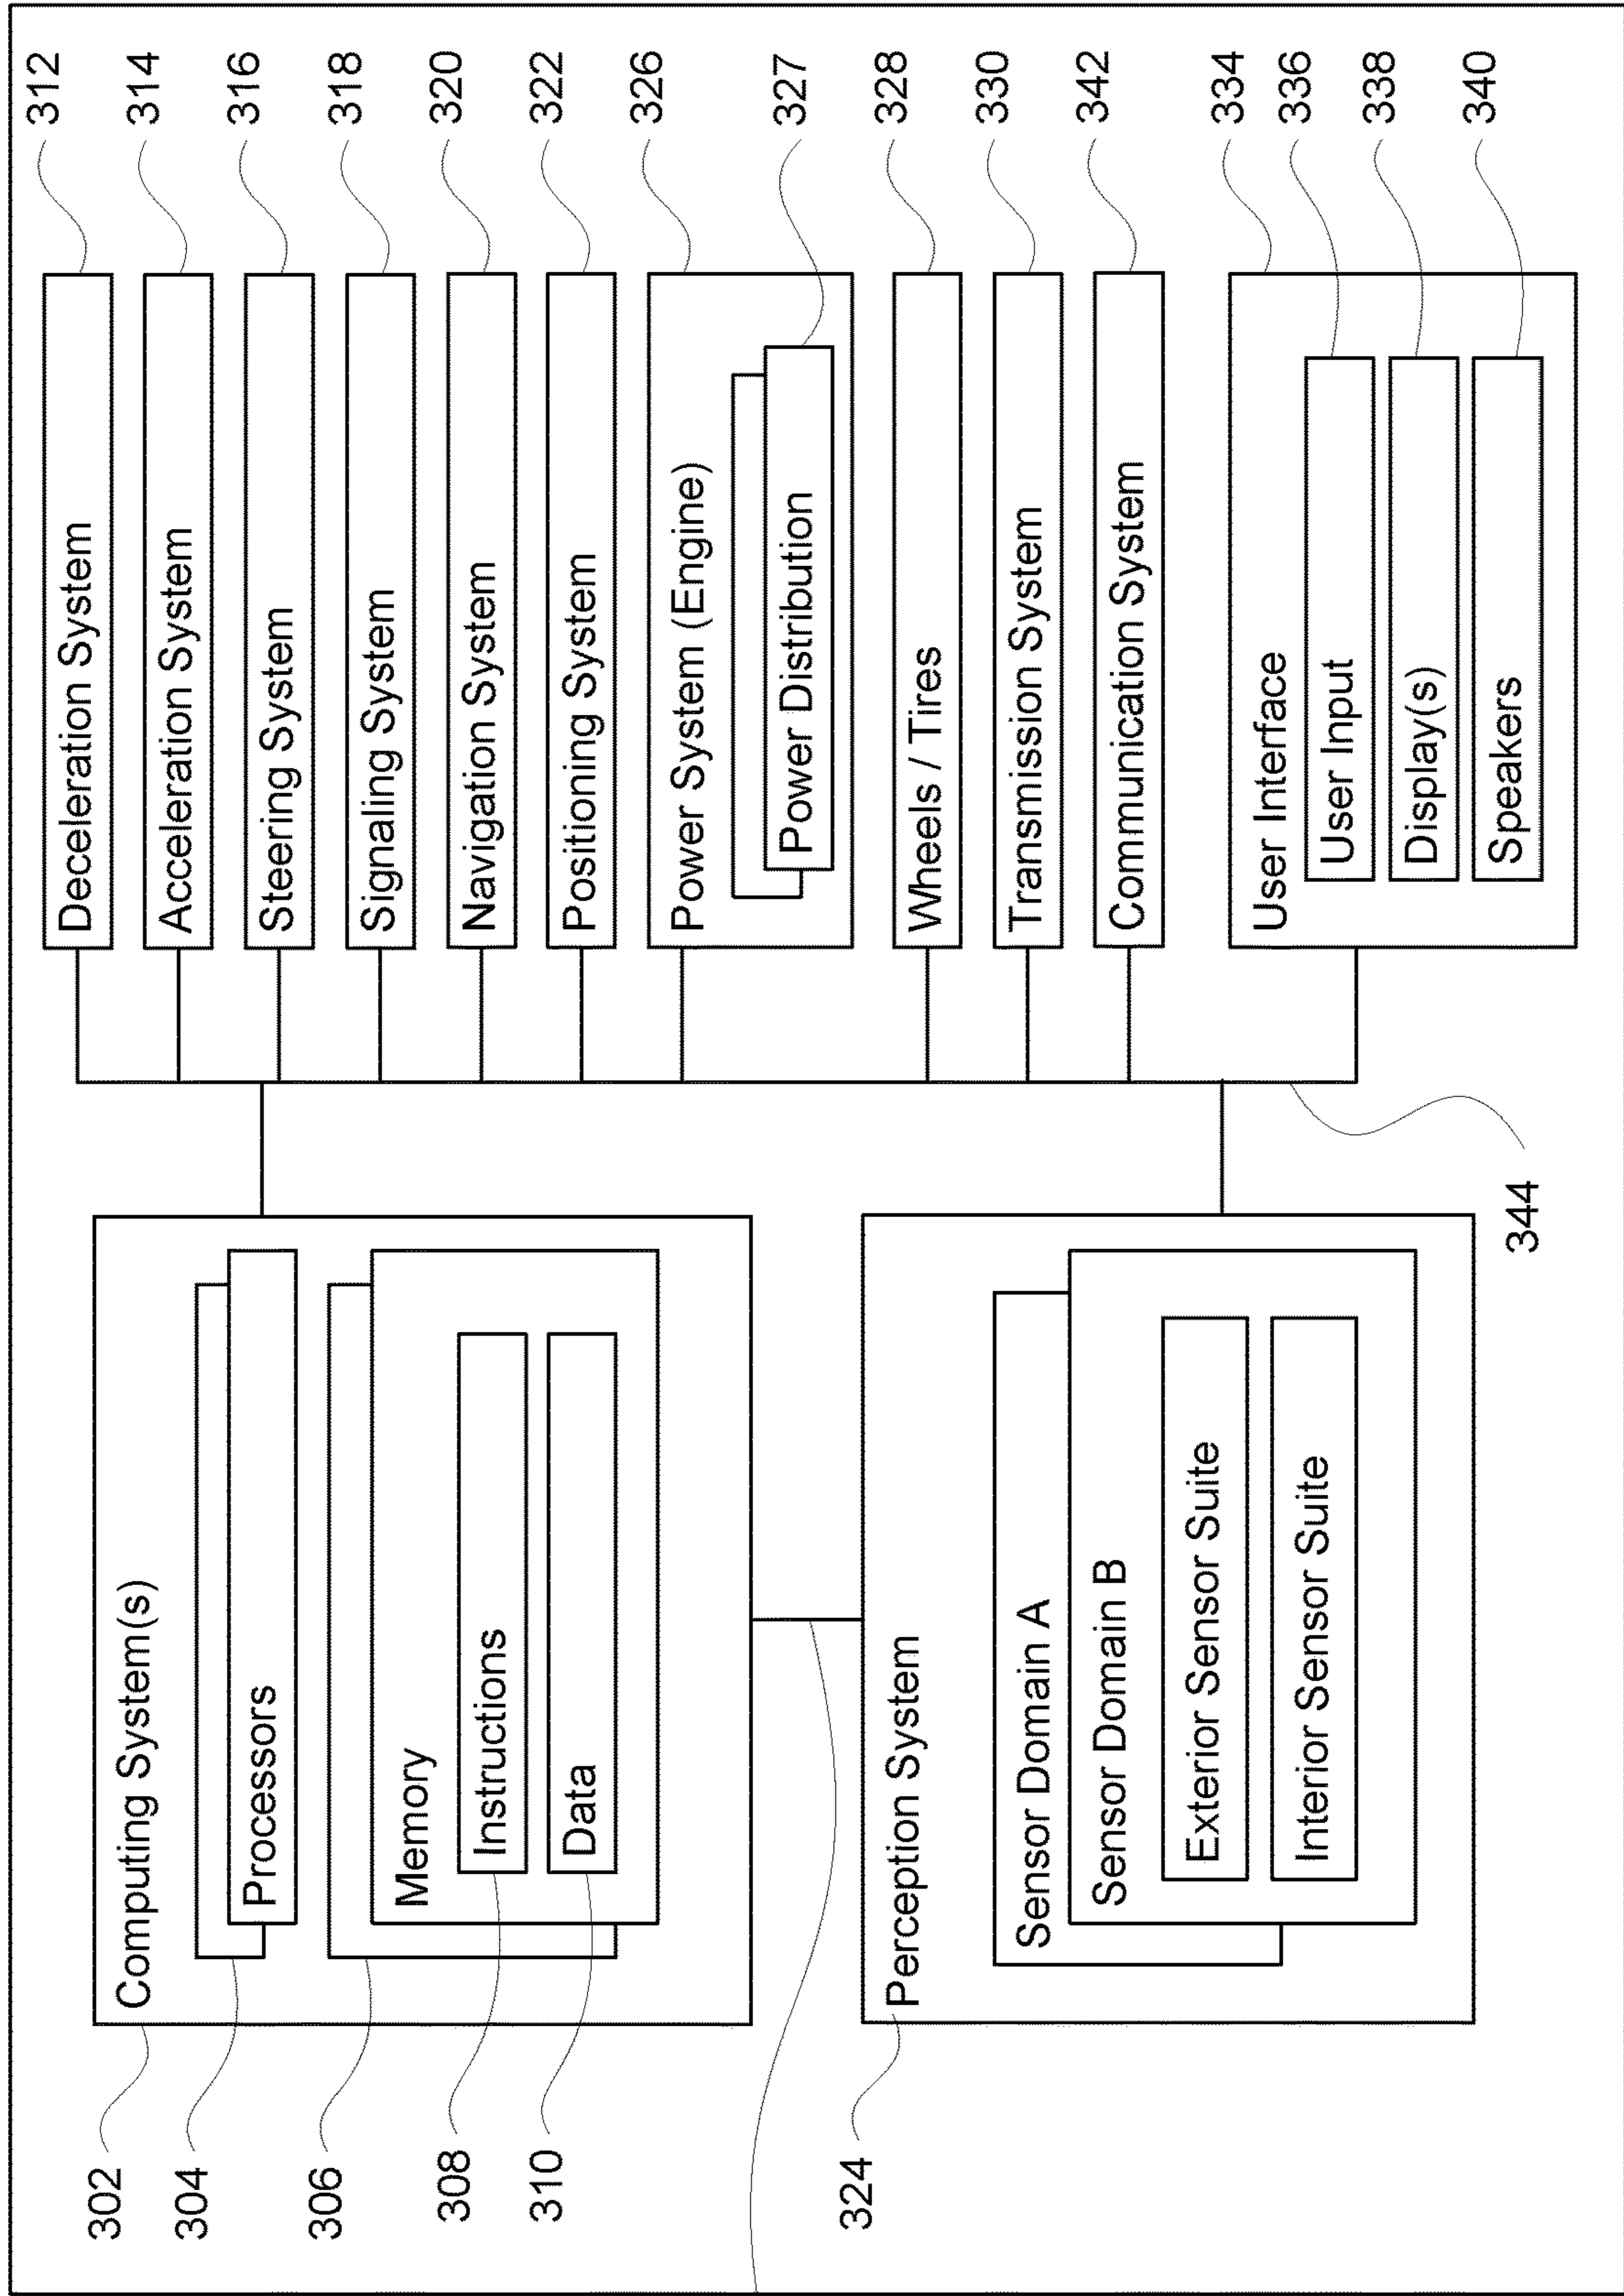 302
Computing System(s)
304
Processors
306
Memory
308
Instructions
310
Data
324
Perception System
Sensor Domain A
Sensor Domain B
Exterior Sensor Suite
Interior Sensor Suite
344
Deceleration System
312
Acceleration System
314
Steering System
316
Signaling System
318
Navigation System
320
Positioning System
322
Power System (Engine)
326
Power Distribution
327
Wheels / Tires
328
Transmission System
330
Communication System
342
User Interface
334
User Input
336
Display(s)
338
Speakers
340